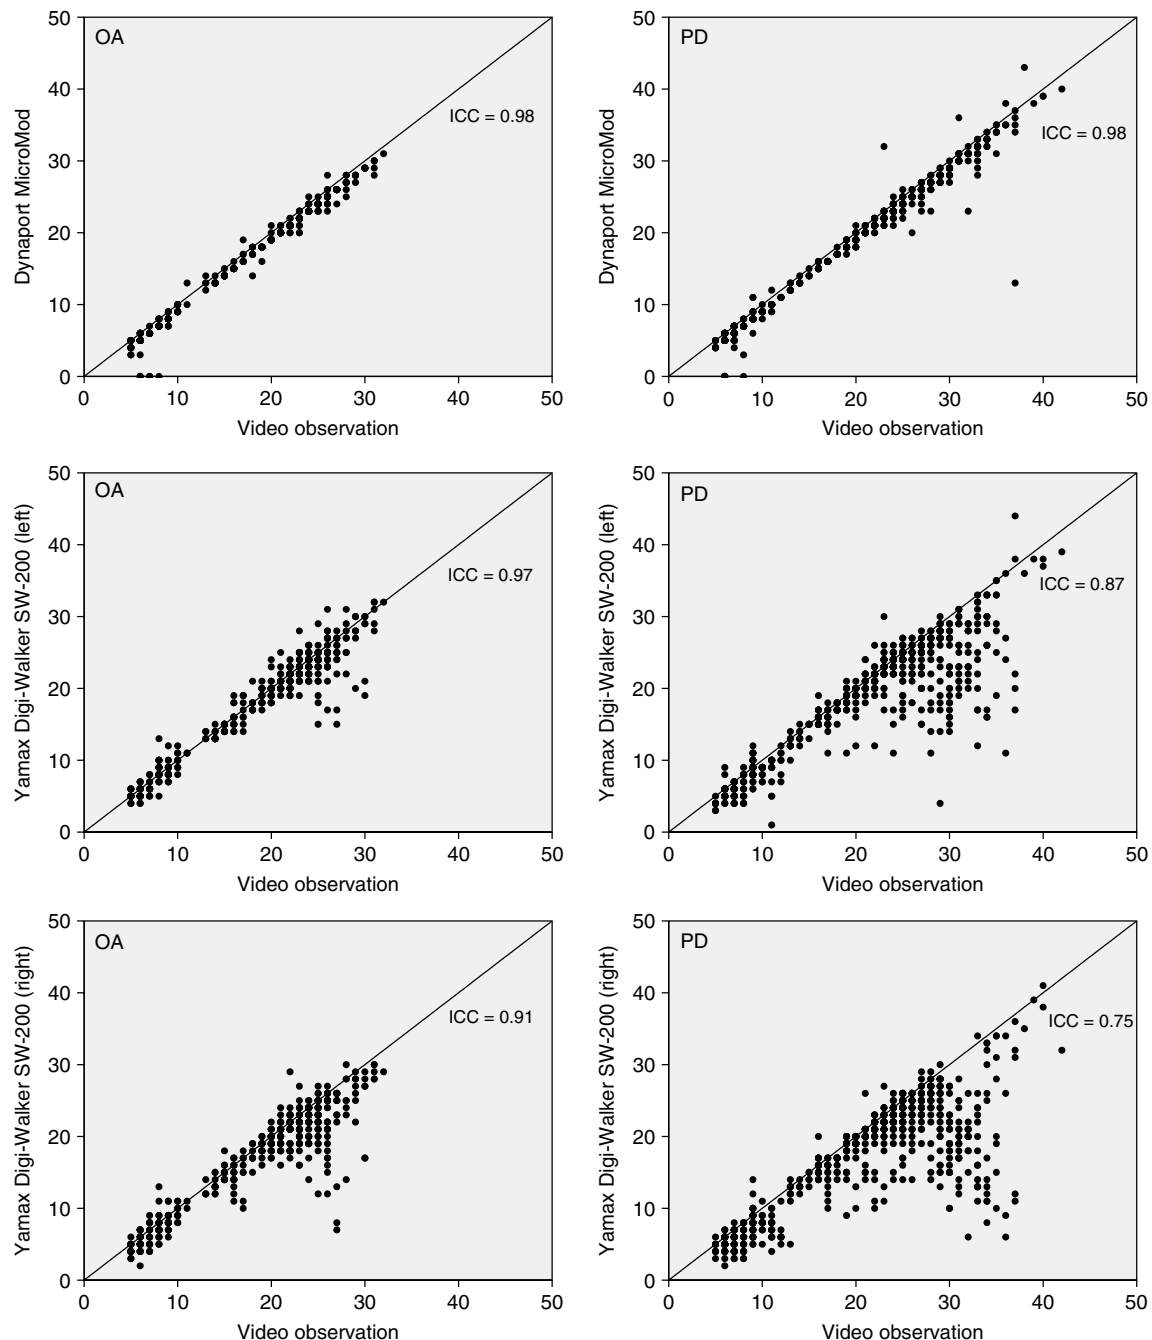 50
40
30
20
10
0
Dynaport MicroMod
OA
ICC = 0.98
0 10 20 30 40 50
Video observation
50
40
30
20
10
0
Dynaport MicroMod
PD
ICC = 0.98
0 10 20 30 40 50
Video observation
50
40
30
20
10
0
Yamax Digi-Walker SW-200 (left)
OA
ICC = 0.97
0 10 20 30 40 50
Video observation
50
40
30
20
10
0
Yamax Digi-Walker SW-200 (left)
PD
ICC = 0.87
0 10 20 30 40 50
Video observation
50
40
30
20
10
0
Yamax Digi-Walker SW-200 (right)
OA
ICC = 0.91
0 10 20 30 40 50
Video observation
50
40
30
20
10
0
Yamax Digi-Walker SW-200 (right)
PD
ICC = 0.75
0 10 20 30 40 50
Video observation